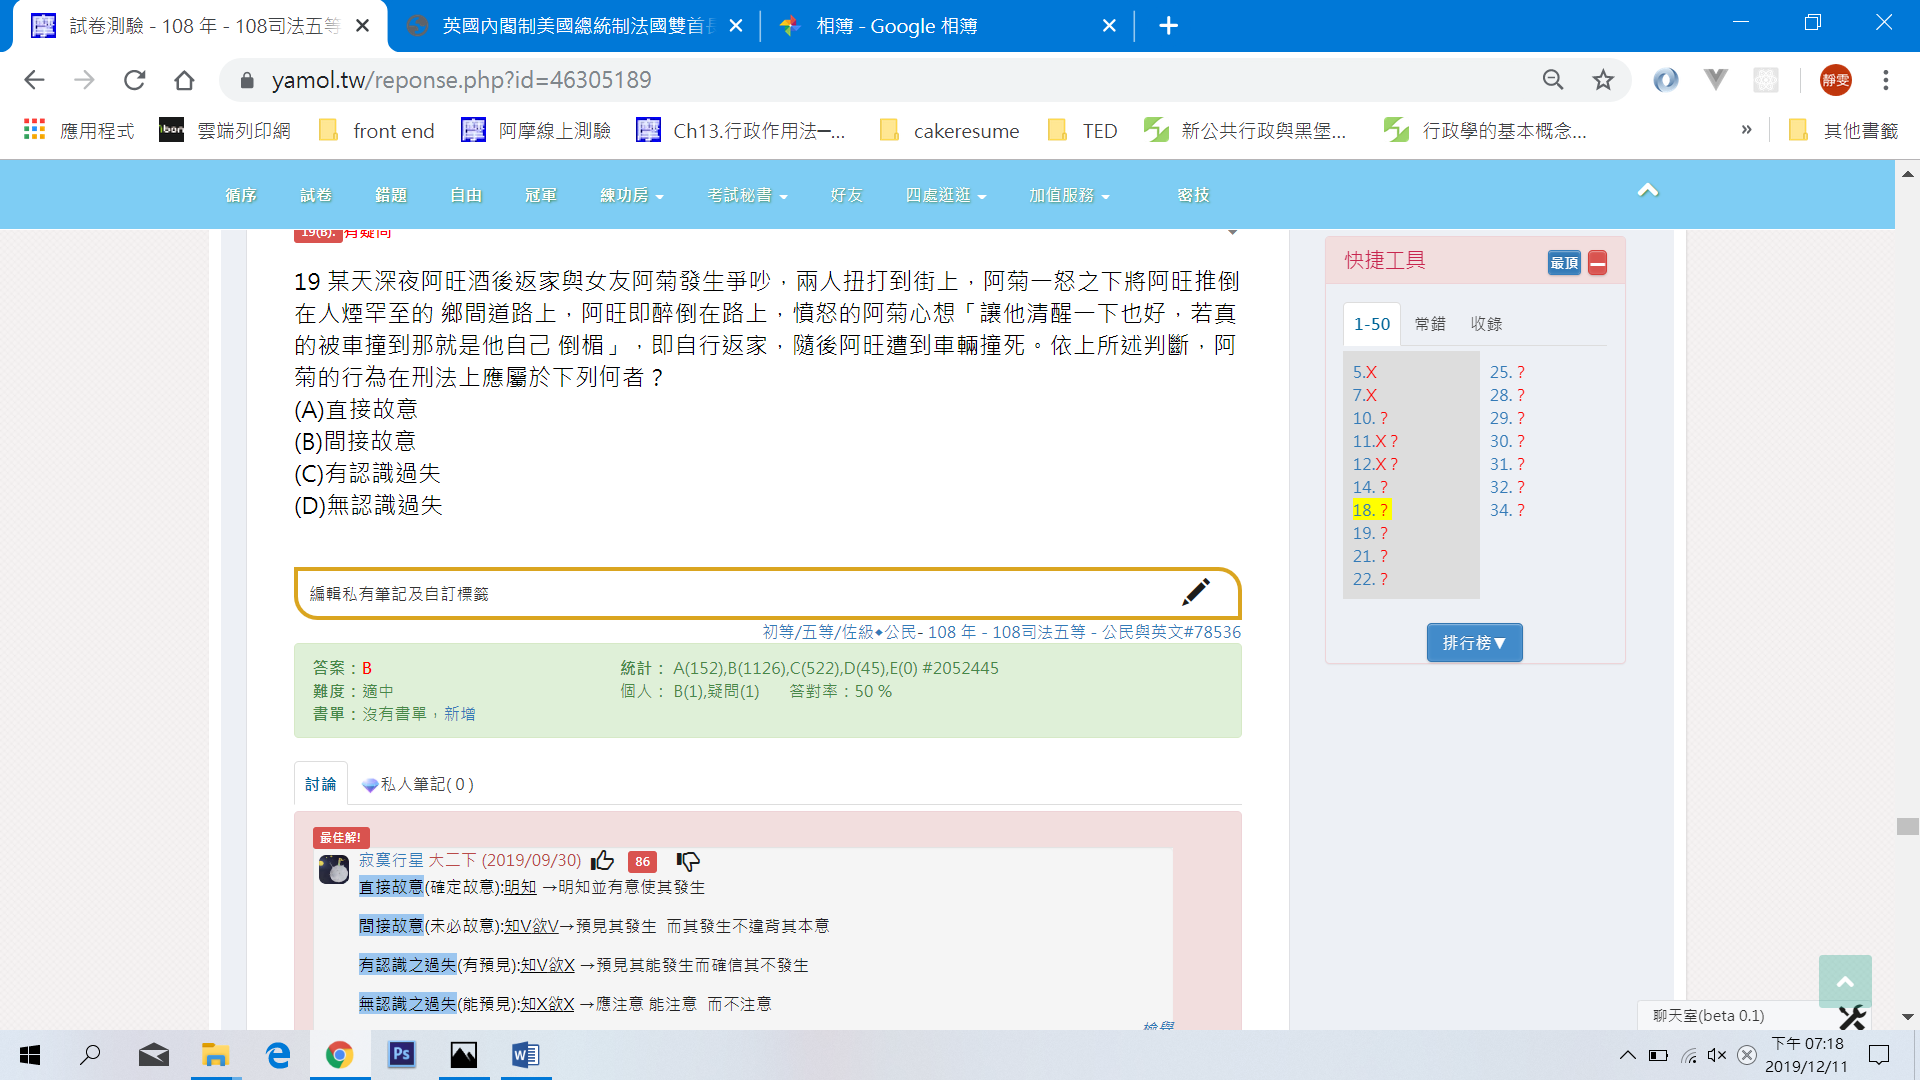 試卷測驗 - 108 年 - 108司法五等
英國內閣制美國總統制法國雙首長
相簿 - Google 相簿
yamol.tw/reponse.php?id=46305189
靜雯
應用程式
ibon
雲端列印網
front end
阿摩線上測驗
Ch13.行政作用法─...
cakeresume
TED
新公共行政與黑堡...
行政學的基本概念...
»
其他書籤
循序
試卷
錯題
自由
冠軍
練功房
考試秘書
好友
四處逛逛
加值服務
密技
19(B). 有疑問
19 某天深夜阿旺酒後返家與女友阿菊發生爭吵，兩人扭打到街上，阿菊一怒之下將阿旺推倒
在人煙罕至的 鄉間道路上，阿旺即醉倒在路上，憤怒的阿菊心想「讓他清醒一下也好，若真
的被車撞到那就是他自己 倒楣」，即自行返家，隨後阿旺遭到車輛撞死。依上所述判斷，阿
菊的行為在刑法上應屬於下列何者？
(A)直接故意
(B)間接故意
(C)有認識過失
(D)無認識過失
編輯私有筆記及自訂標籤
初等/五等/佐級◆公民- 108 年 - 108司法五等 - 公民與英文#78536
答案：B
難度：適中
書單：沒有書單，新增
統計： A(152),B(1126),C(522),D(45),E(0) #2052445
個人： B(1),疑問(1) 答對率：50 %
討論
私人筆記( 0 )
最佳解!
寂寞行星 大二下 (2019/09/30) 86
直接故意(確定故意):明知 →明知並有意使其發生
間接故意(未必故意):知V欲V→預見其發生 而其發生不違背其本意
有認識之過失(有預見):知V欲X →預見其能發生而確信其不發生
無認識之過失(能預見):知X欲X →應注意 能注意 而不注意
檢舉
快捷工具
最頂
1-50
常錯
收錄
5.X
7.X
10.？
11.X？
12.X？
14.？
18.？
19.？
21.？
22.？
25.？
28.？
29.？
30.？
31.？
32.？
34.？
排行榜▼
聊天室(beta 0.1)
Ps
下午 07:18
2019/12/11